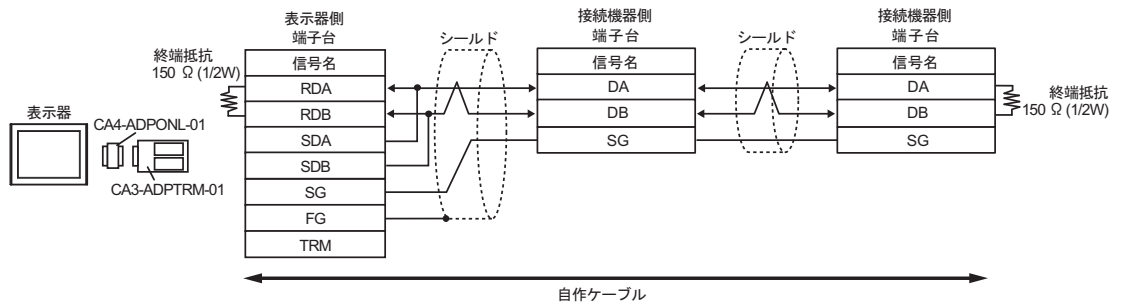 表示器
CA4-ADPONL-01
CA3-ADPTRM-01
終端抵抗
150 Ω (1/2W)
表示器側
端子台
信号名
RDA
RDB
SDA
SDB
SG
FG
TRM
シールド
接続機器側
端子台
信号名
DA
DB
SG
シールド
接続機器側
端子台
信号名
DA
DB
SG
終端抵抗
150 Ω (1/2W)
自作ケーブル